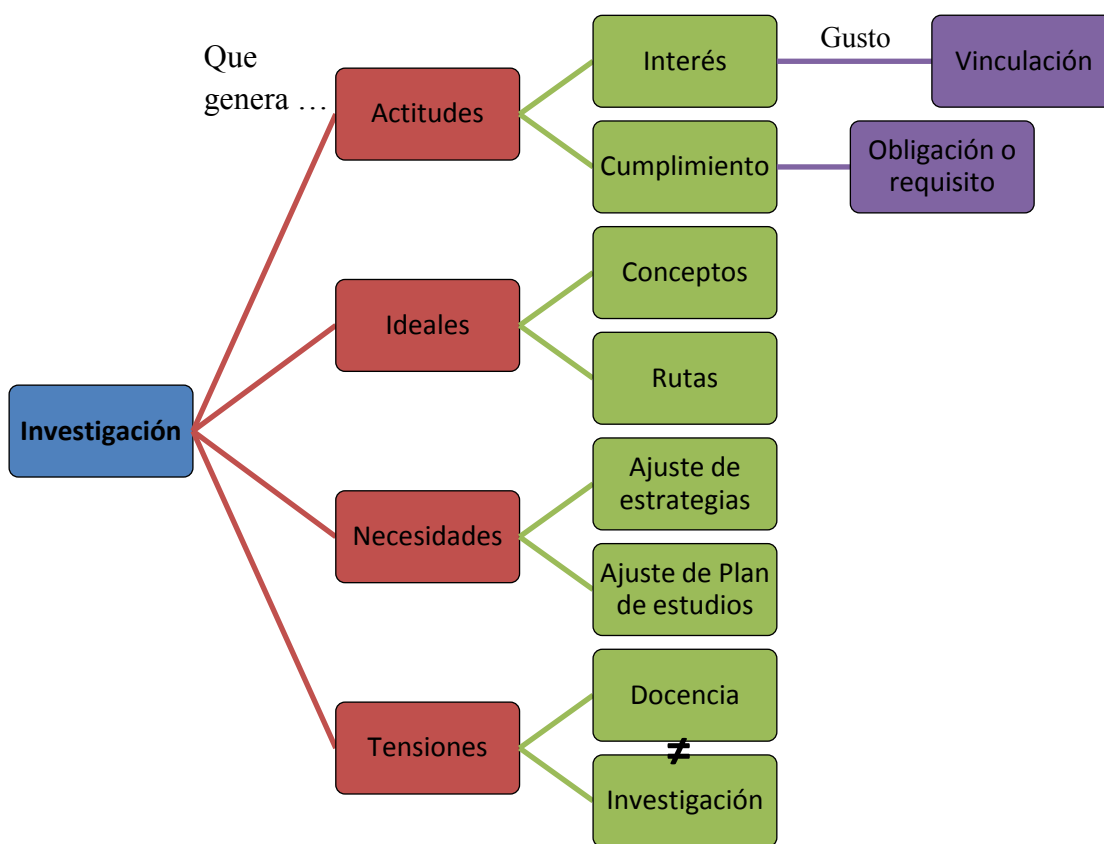 Que
genera …
Gusto
Interés
Vinculación
Actitudes
Cumplimiento
Obligación o
requisito
Conceptos
Ideales
Rutas
Investigación
Ajuste de
estrategias
Necesidades
Ajuste de Plan
de estudios
Docencia
Tensiones
≠
Investigación